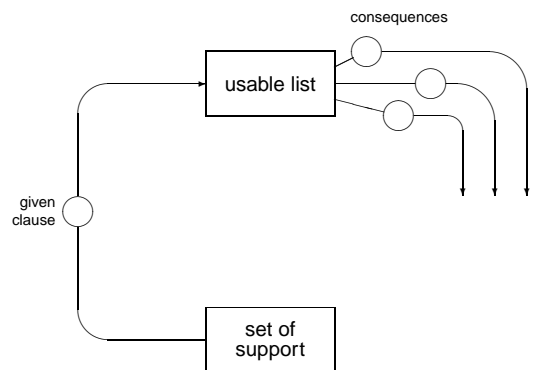 consequences
usable list
given
clause
set of
support